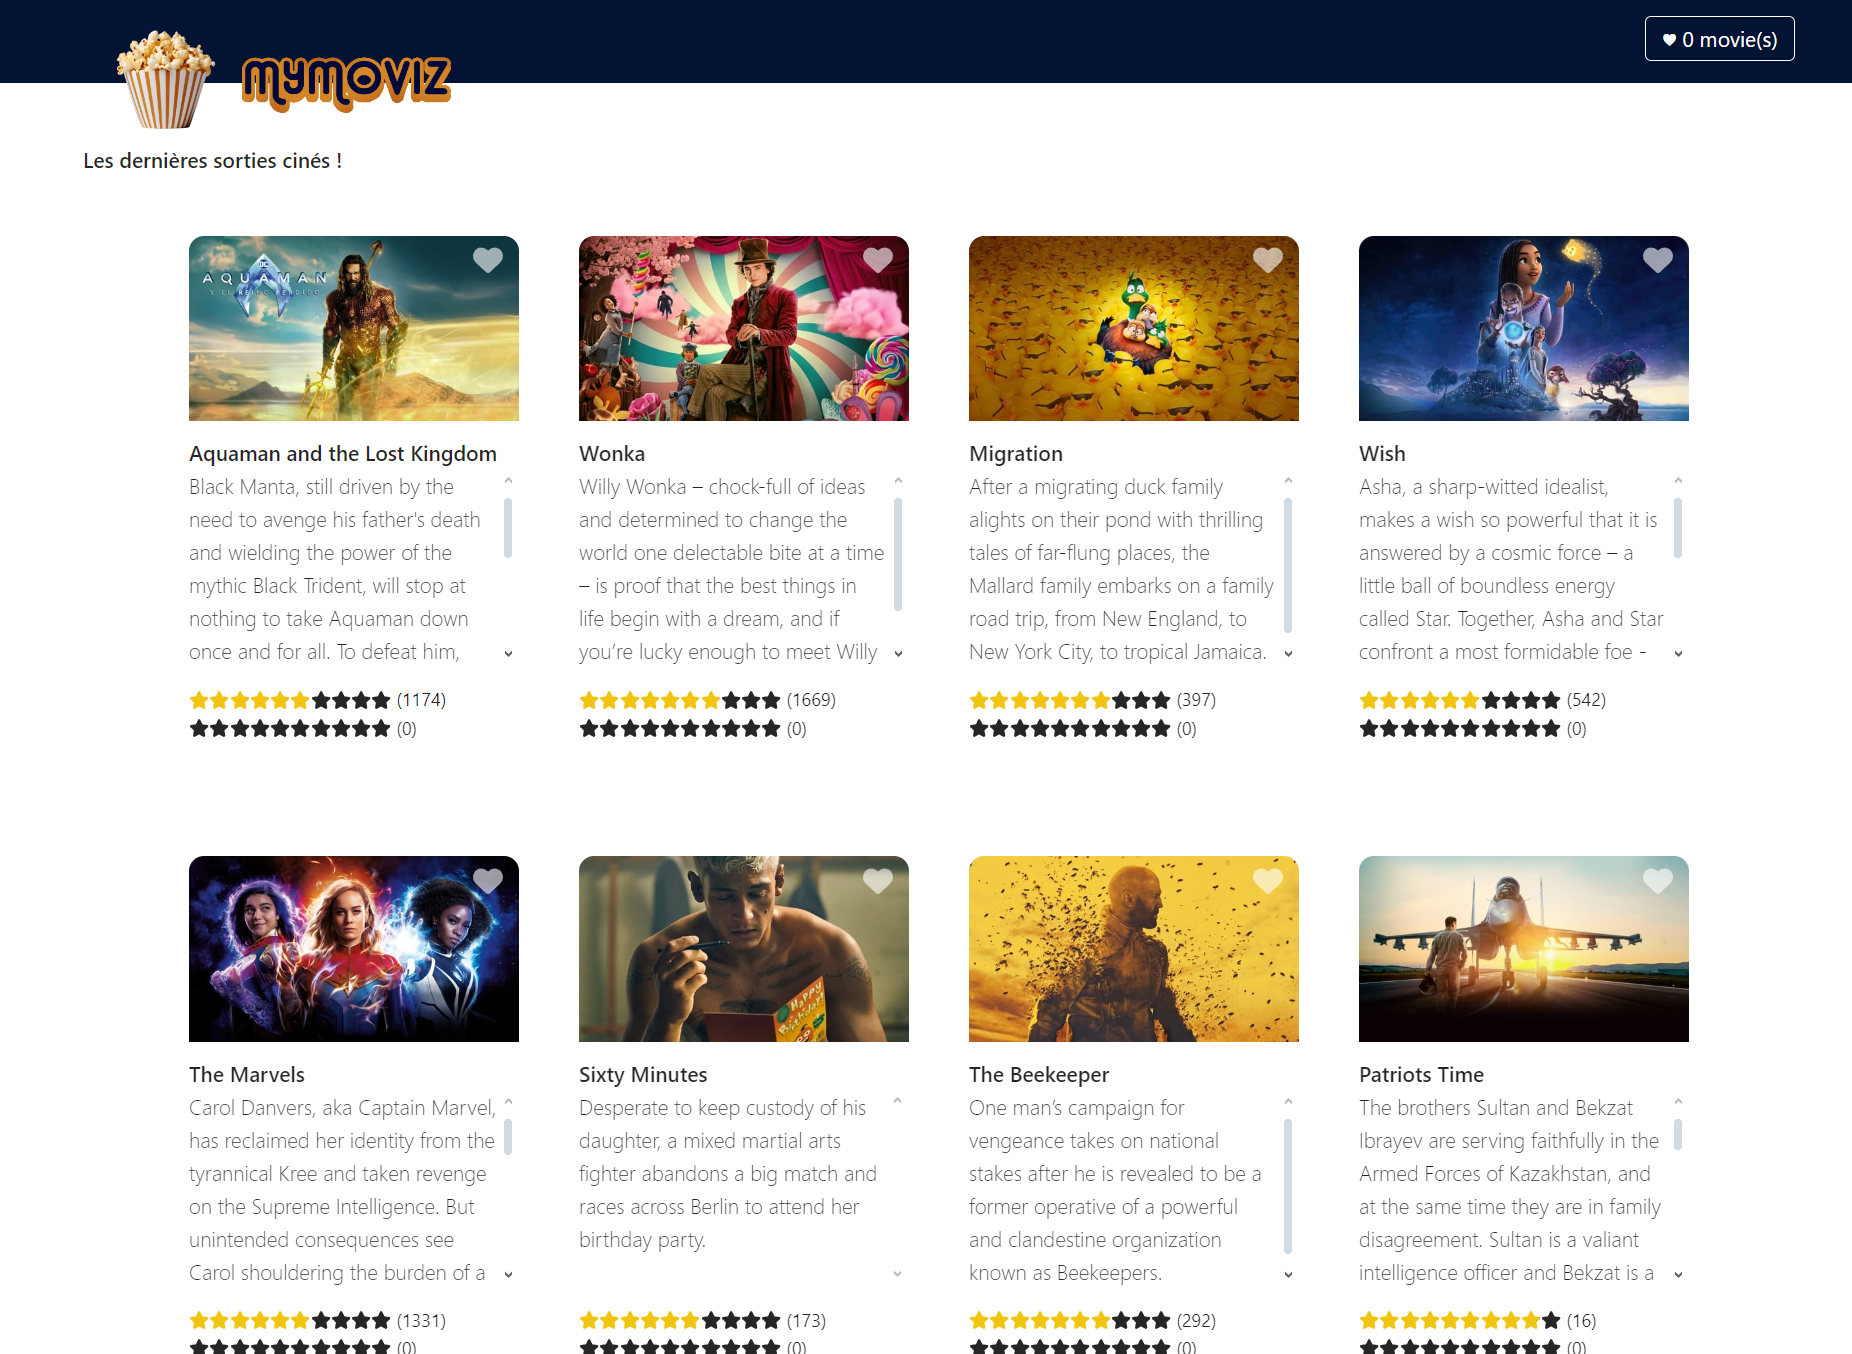 MYMOVIZ
0 movie(s)
Les dernières sorties cinés !
DC
AQUAMAN
Y EL REINO PERDIDO
Aquaman and the Lost Kingdom
Black Manta, still driven by the
need to avenge his father's death
and wielding the power of the
mythic Black Trident, will stop at
nothing to take Aquaman down
once and for all. To defeat him,
(1174)
(0)
Wonka
Willy Wonka – chock-full of ideas
and determined to change the
world one delectable bite at a time
– is proof that the best things in
life begin with a dream, and if
you’re lucky enough to meet Willy
(1669)
(0)
Migration
After a migrating duck family
alights on their pond with thrilling
tales of far-flung places, the
Mallard family embarks on a family
road trip, from New England, to
New York City, to tropical Jamaica.
(397)
(0)
Wish
Asha, a sharp-witted idealist,
makes a wish so powerful that it is
answered by a cosmic force – a
little ball of boundless energy
called Star. Together, Asha and Star
confront a most formidable foe -
(542)
(0)
The Marvels
Carol Danvers, aka Captain Marvel,
has reclaimed her identity from the
tyrannical Kree and taken revenge
on the Supreme Intelligence. But
unintended consequences see
Carol shouldering the burden of a
(1331)
(0)
Happy
Birthday!
Sixty Minutes
Desperate to keep custody of his
daughter, a mixed martial arts
fighter abandons a big match and
races across Berlin to attend her
birthday party.
(173)
(0)
The Beekeeper
One man’s campaign for
vengeance takes on national
stakes after he is revealed to be a
former operative of a powerful
and clandestine organization
known as Beekeepers.
(292)
(0)
Patriots Time
The brothers Sultan and Bekzat
Ibrayev are serving faithfully in the
Armed Forces of Kazakhstan, and
at the same time they are in family
disagreement. Sultan is a valiant
intelligence officer and Bekzat is a
(16)
(0)